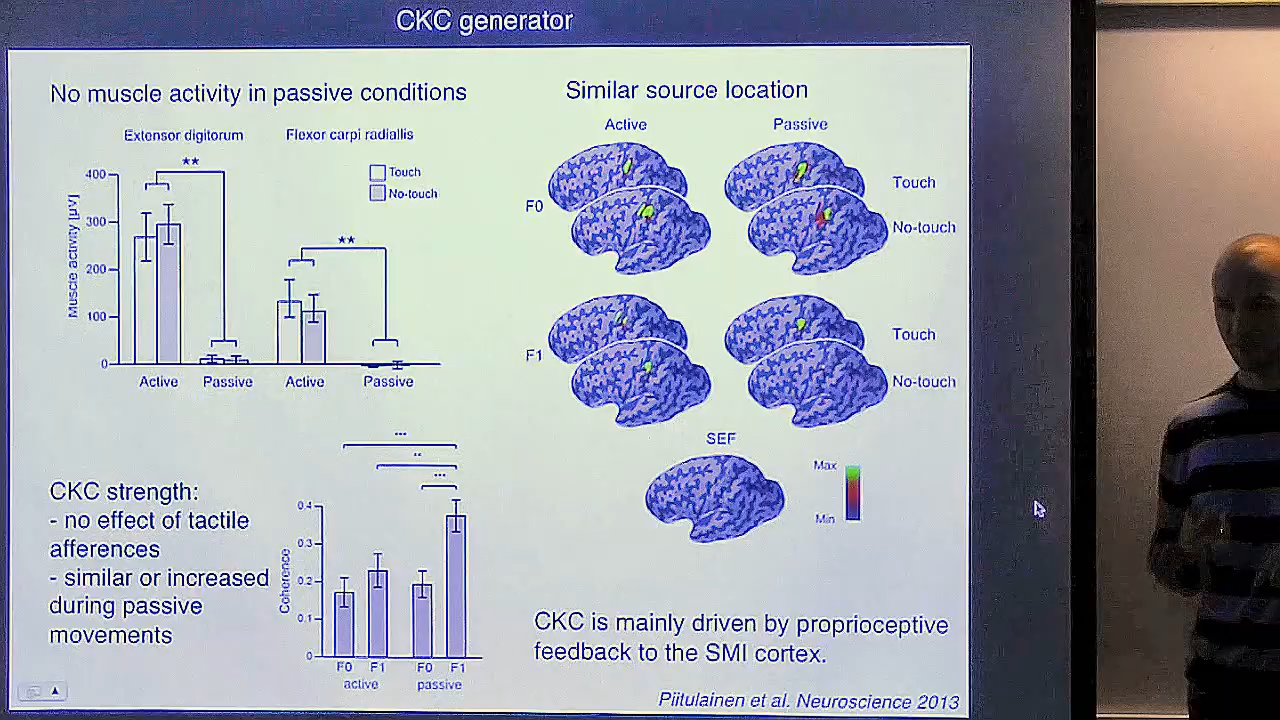 CKC generator
No muscle activity in passive conditions
Extensor digitorum
Flexor carpi radiallis
Touch
No-touch
Muscle activity [µV]
400
300
200
100
0
**
**
Active
Passive
Active
Passive
CKC strength:
- no effect of tactile
afferences
- similar or increased
during passive
movements
Coherence
0.4
0.3
0.2
0.1
0
***
**
***
F0
F1
F0
F1
active
passive
Similar source location
Active
Passive
F0
Touch
No-touch
F1
Touch
No-touch
SEF
Max
Min
CKC is mainly driven by proprioceptive
feedback to the SMI cortex.
Piitulainen et al. Neuroscience 2013